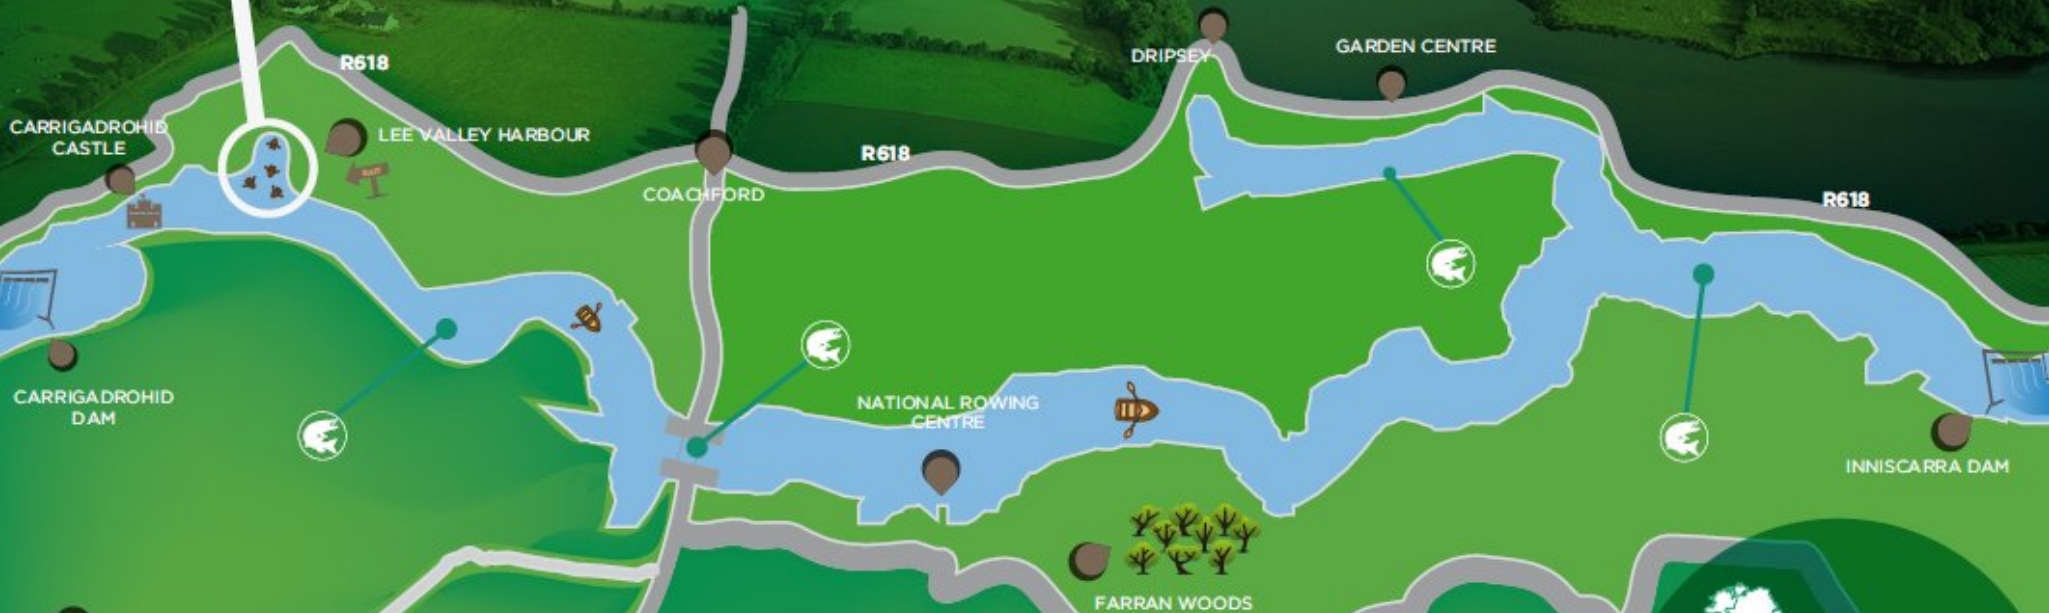 R618
DRIPSEY
GARDEN CENTRE
CARRIGADROHID
CASTLE
LEE VALLEY HARBOUR
R618
COACHFORD
R618
CARRIGADROHID
DAM
NATIONAL ROWING
CENTRE
INNISCARRA DAM
FARRAN WOODS